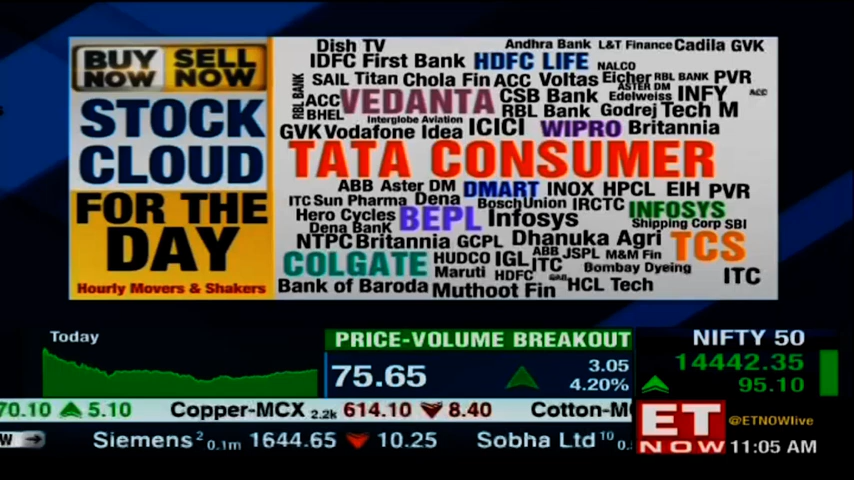 BUY NOW
SELL NOW
STOCK
CLOUD
FOR THE
DAY
Hourly Movers & Shakers
Dish TV Andhra Bank L&T Finance Cadila GVK
IDFC First Bank HDFC LIFE NALCO
SAIL Titan Chola Fin ACC Voltas Eicher RBL BANK PVR
RBL BANK ACC VEDANTA CSB Bank ASTER DM Edelweiss INFY ACC
BHEL Interglobe Aviation RBL Bank Godrej Tech M
GVK Vodafone Idea ICICI WIPRO Britannia
TATA CONSUMER
ABB Aster DM DMART INOX HPCL EIH PVR
ITC Sun Pharma Dena Bosch Union IRCTC INFOSYS
Hero Cycles BEPL Infosys Shipping Corp SBI
Dena BanK
NTPC Britannia GCPL Dhanuka Agri TCS
COLGATE HUDCO IGL ITC ABB JSPL M&M Fin
Maruti HDFC Bombay Dyeing ITC
Bank of Baroda Muthoot Fin HCL Tech
Today
PRICE-VOLUME BREAKOUT
75.65 3.05
4.20%
NIFTY 50
14442.35
95.10
70.10 5.10 Copper-MCX 2.2k 614.10 8.40 Cotton-M
W Siemens 2 0.1m 1644.65 10.25 Sobha Ltd 10 0.
ET
NOW
@ETNOWlive
11:05 AM